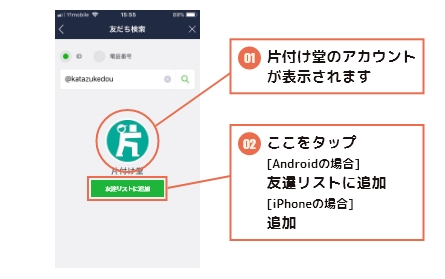 Y!mobile 15:55 88%
友だち検索
ID 電話番号
@katazukedou
片付け堂
友達リストに追加
01 片付け堂のアカウント
が表示されます
02 ここをタップ
[Androidの場合]
友達リストに追加
[iPhoneの場合]
追加